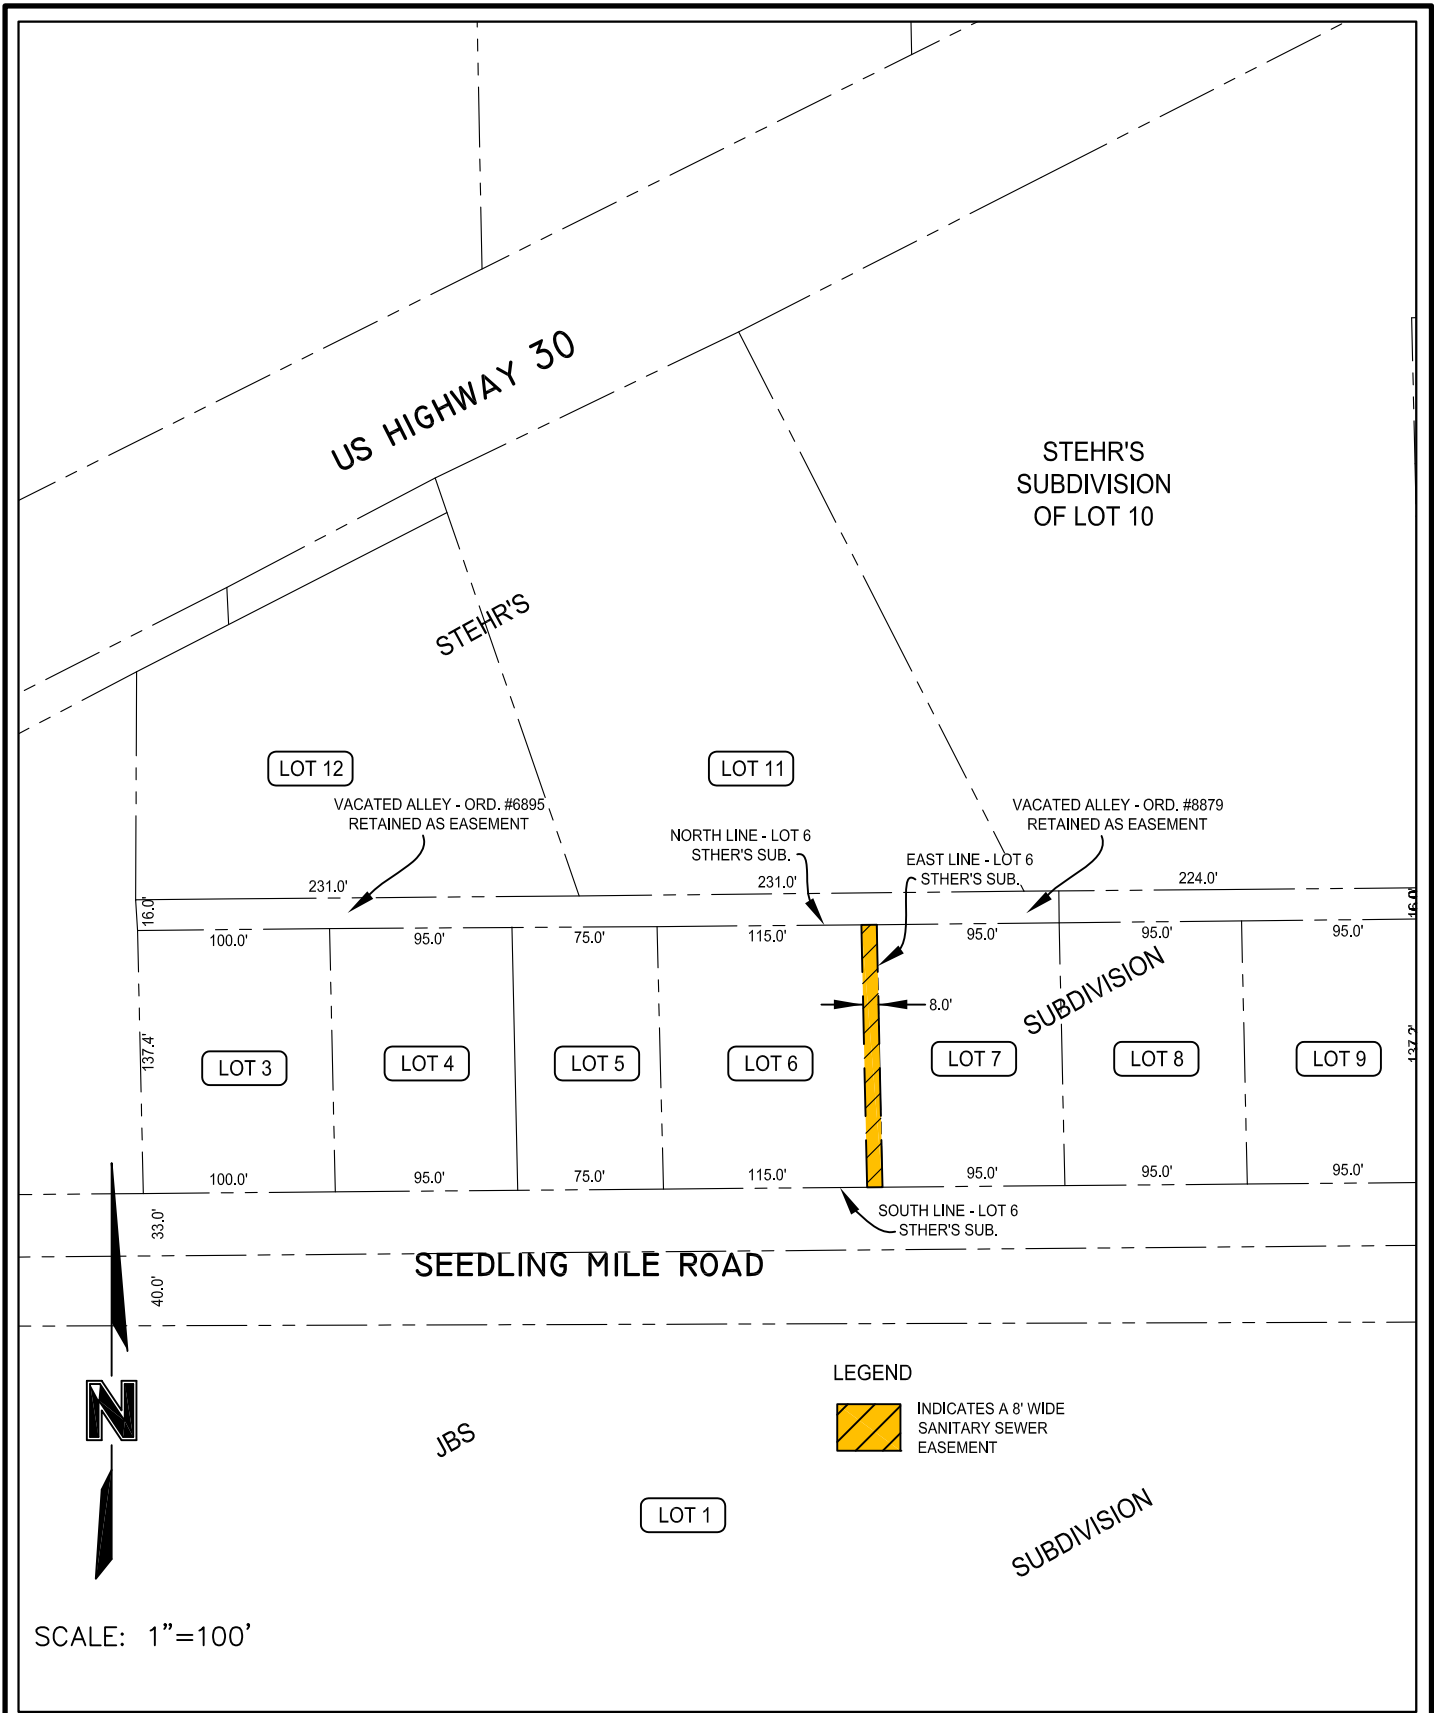 US HIGHWAY 30
STEHR'S
SUBDIVISION
OF LOT 10
STEHR'S
LOT 12
LOT 11
VACATED ALLEY - ORD. #6895
RETAINED AS EASEMENT
VACATED ALLEY - ORD. #8879
RETAINED AS EASEMENT
NORTH LINE - LOT 6
STHER'S SUB.
EAST LINE - LOT 6
STHER'S SUB.
231.0'
231.0'
224.0'
16.0'
16.0'
100.0'
95.0'
75.0'
115.0'
95.0'
95.0'
95.0'
SUBDIVISION
8.0'
137.4'
137.2'
LOT 3
LOT 4
LOT 5
LOT 6
LOT 7
LOT 8
LOT 9
100.0'
95.0'
75.0'
115.0'
95.0'
95.0'
95.0'
SOUTH LINE - LOT 6
STHER'S SUB.
33.0'
SEEDLING MILE ROAD
40.0'
LEGEND
INDICATES A 8' WIDE
SANITARY SEWER
EASEMENT
N
JBS
LOT 1
SUBDIVISION
SCALE: 1"=100'